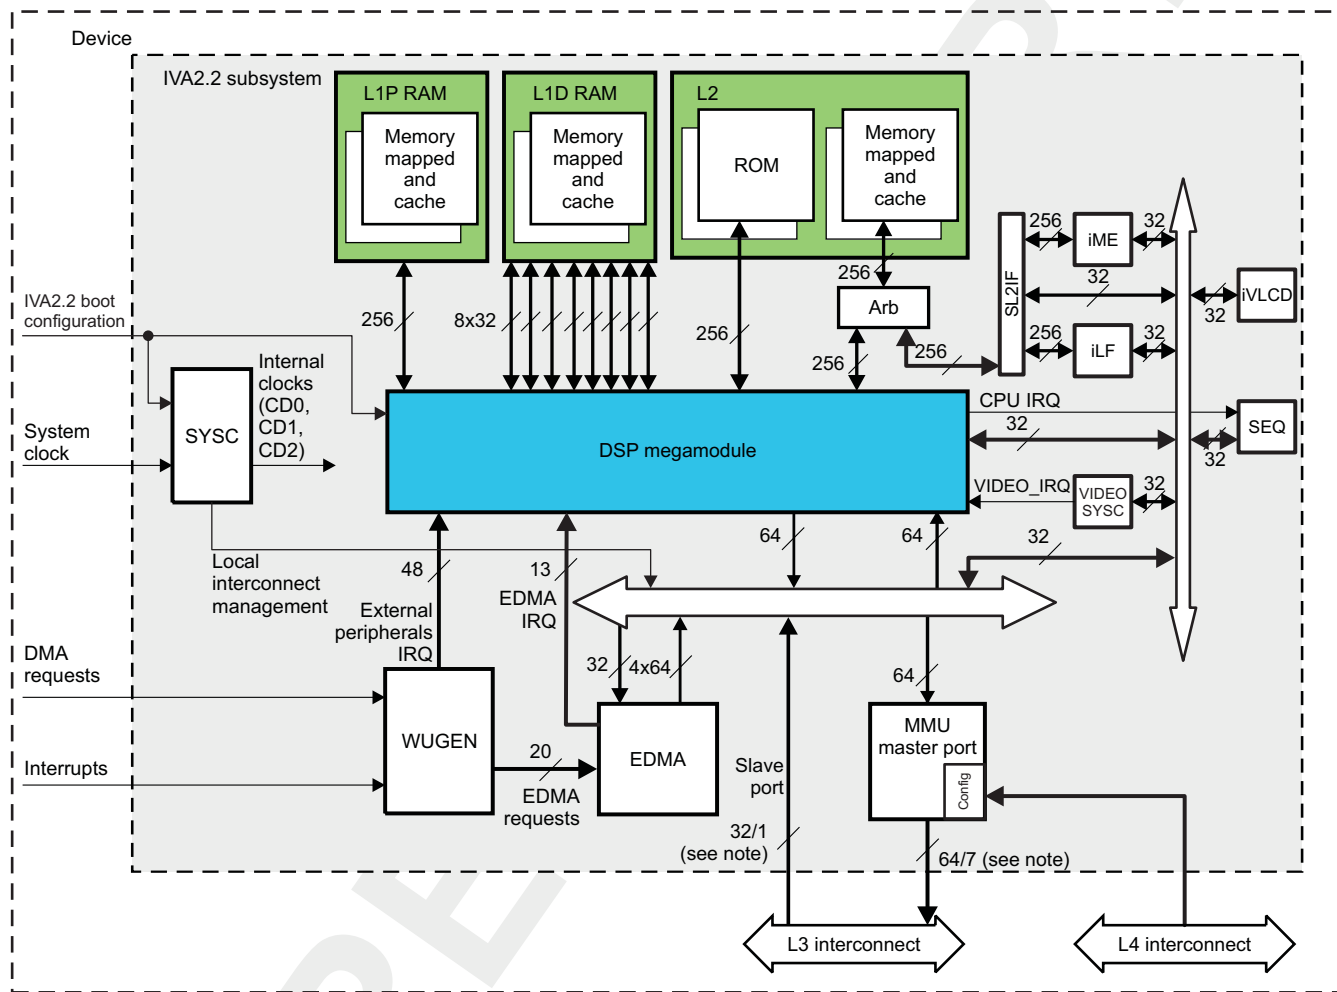 Device
IVA2.2 subsystem
L1P RAM
Memory
mapped
and
cache
L1D RAM
Memory
mapped
and
cache
L2
ROM
Memory
mapped
and
cache
256
8x32
256
256
Arb
256
256
SL2IF
256
iME
32
32
256
iLF
32
iVLCD
32
IVA2.2 boot
configuration
Internal
clocks
(CD0,
CD1,
CD2)
SYSC
System
clock
DSP megamodule
CPU IRQ
32
SEQ
32
VIDEO_IRQ
VIDEO
SYSC
32
Local
interconnect
management
48
External
peripherals
IRQ
13
EDMA
IRQ
64
64
32
DMA
requests
Interrupts
WUGEN
20
EDMA
requests
32
4x64
EDMA
Slave
port
32/1
(see note)
64
MMU
master port
Config
64/7 (see note)
L3 interconnect
L4 interconnect